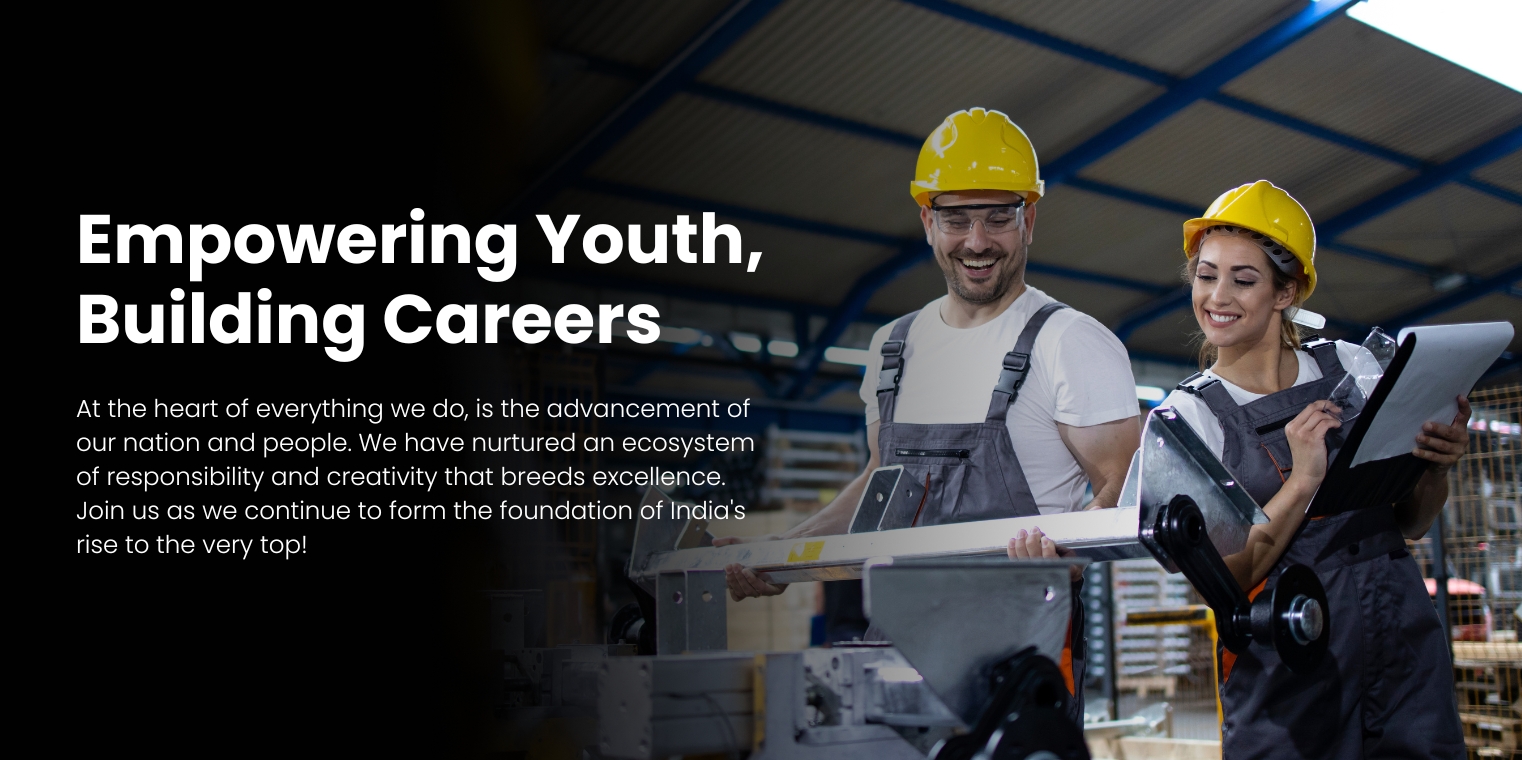 Empowering Youth,
Building Careers
At the heart of everything we do, is the advancement of
our nation and people. We have nurtured an ecosystem
of responsibility and creativity that breeds excellence.
Join us as we continue to form the foundation of India's
rise to the very top!